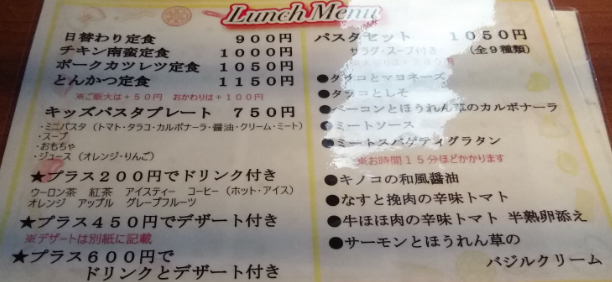 Lunch Menu
日替わり定食 ９００円
チキン南蛮定食 １０００円
ポークカツレツ定食 １０５０円
とんかつ定食 １１５０円
※ご飯大は＋５０円 おかわりは＋１００円
キッズパスタプレート ７５０円
・ミニパスタ（トマト・タラコ・カルボナーラ・醤油・クリーム・ミート）
・スープ
・おもちゃ
・ジュース（オレンジ・りんご）
★プラス２００円でドリンク付き
ウーロン茶 紅茶 アイスティー コーヒー（ホット・アイス）
オレンジ アップル グレープフルーツ
★プラス４５０円でデザート付き
※デザートは別紙に記載
★プラス６００円で
ドリンクとデザート付き
パスタセット １０５０円
サラダ・スープ付き （全９種類）
●タラコとマヨネーズ
●タラコとしそ
●ベーコンとほうれん草のカルボナーラ
●ミートソース
●ミートスパゲティグラタン
※お時間１５分ほどかかります
●キノコの和風醤油
●なすと挽肉の辛味トマト
●牛ほほ肉の辛味トマト 半熟卵添え
●サーモンとほうれん草の
バジルクリーム